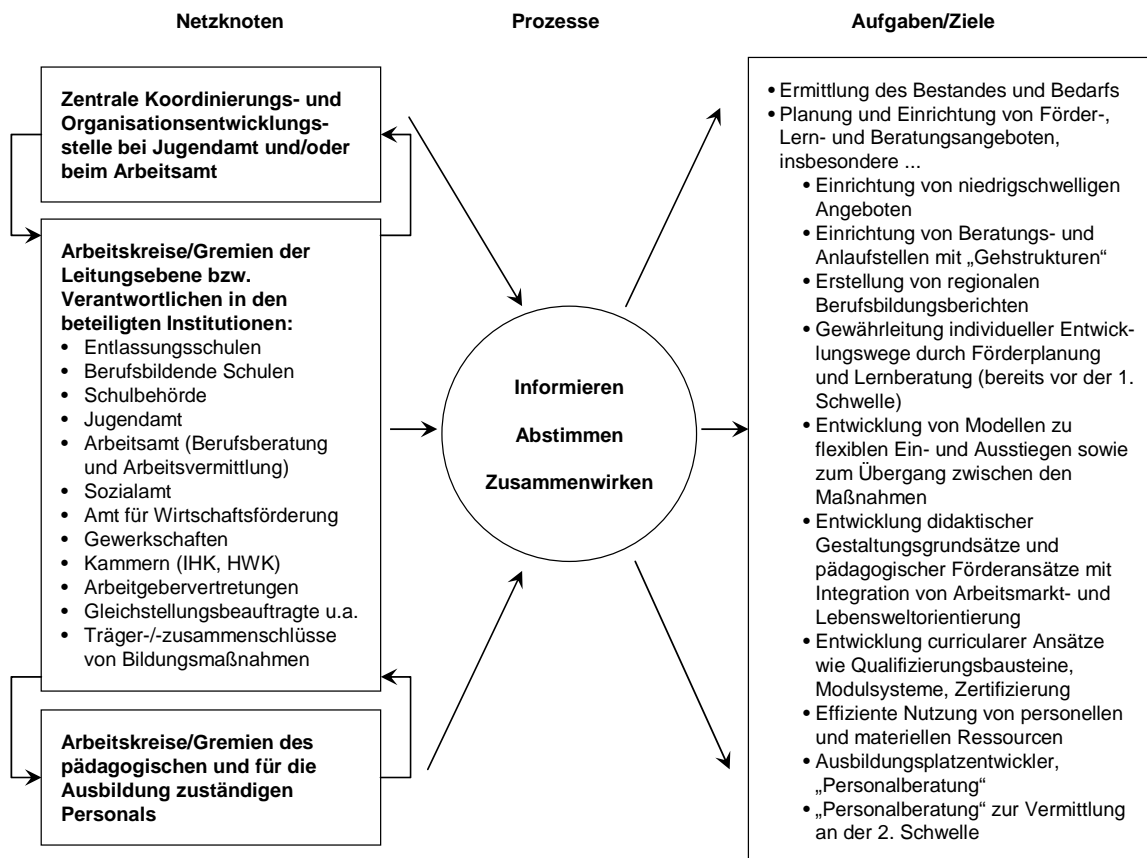 Netzknoten
Prozesse
Aufgaben/Ziele
Zentrale Koordinierungs- und
Organisationsentwicklungs-
stelle bei Jugendamt und/oder
beim Arbeitsamt
Arbeitskreise/Gremien der
Leitungsebene bzw.
Verantwortlichen in den
beteiligten Institutionen:
• Entlassungsschulen
• Berufsbildende Schulen
• Schulbehörde
• Jugendamt
• Arbeitsamt (Berufsberatung
und Arbeitsvermittlung)
• Sozialamt
• Amt für Wirtschaftsförderung
• Gewerkschaften
• Kammern (IHK, HWK)
• Arbeitgebervertretungen
• Gleichstellungsbeauftragte u.a.
• Träger-/-zusammenschlüsse
von Bildungsmaßnahmen
Arbeitskreise/Gremien des
pädagogischen und für die
Ausbildung zuständigen
Personals
Informieren
Abstimmen
Zusammenwirken
• Ermittlung des Bestandes und Bedarfs
• Planung und Einrichtung von Förder-,
Lern- und Beratungsangeboten,
insbesondere ...
• Einrichtung von niedrigschwelligen
Angeboten
• Einrichtung von Beratungs- und
Anlaufstellen mit „Gehstrukturen“
• Erstellung von regionalen
Berufsbildungsberichten
• Gewährleitung individueller Entwick-
lungswege durch Förderplanung
und Lernberatung (bereits vor der 1.
Schwelle)
• Entwicklung von Modellen zu
flexiblen Ein- und Ausstiegen sowie
zum Übergang zwischen den
Maßnahmen
• Entwicklung didaktischer
Gestaltungsgrundsätze und
pädagogischer Förderansätze mit
Integration von Arbeitsmarkt- und
Lebensweltorientierung
• Entwicklung curricularer Ansätze
wie Qualifizierungsbausteine,
Modulsysteme, Zertifizierung
• Effiziente Nutzung von personellen
und materiellen Ressourcen
• Ausbildungsplatzentwickler,
„Personalberatung“
• „Personalberatung“ zur Vermittlung
an der 2. Schwelle